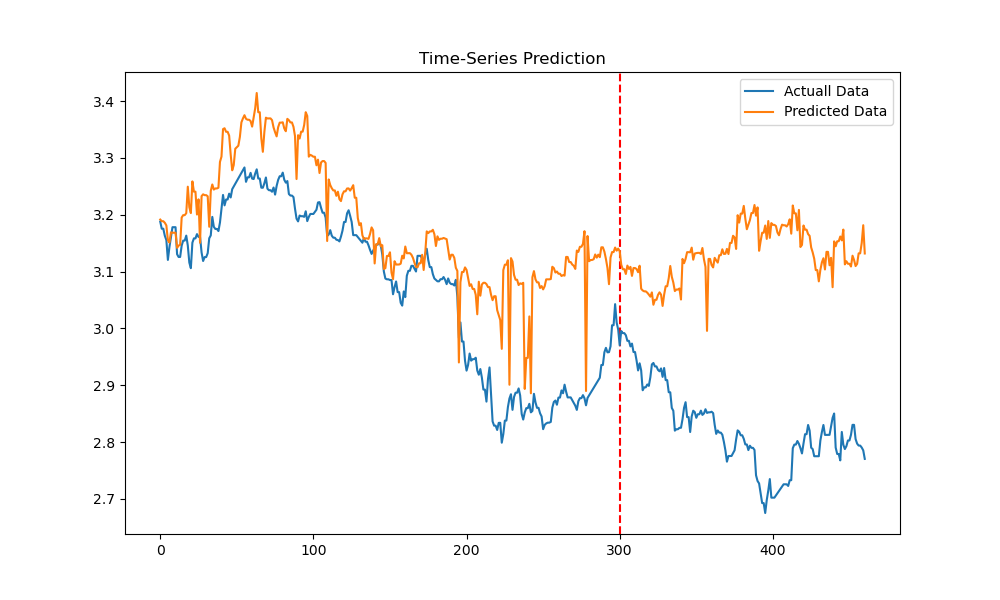 Time-Series Prediction
Actuall Data
Predicted Data
3.4
3.3
3.2
3.1
3.0
2.9
2.8
2.7
0 100 200 300 400